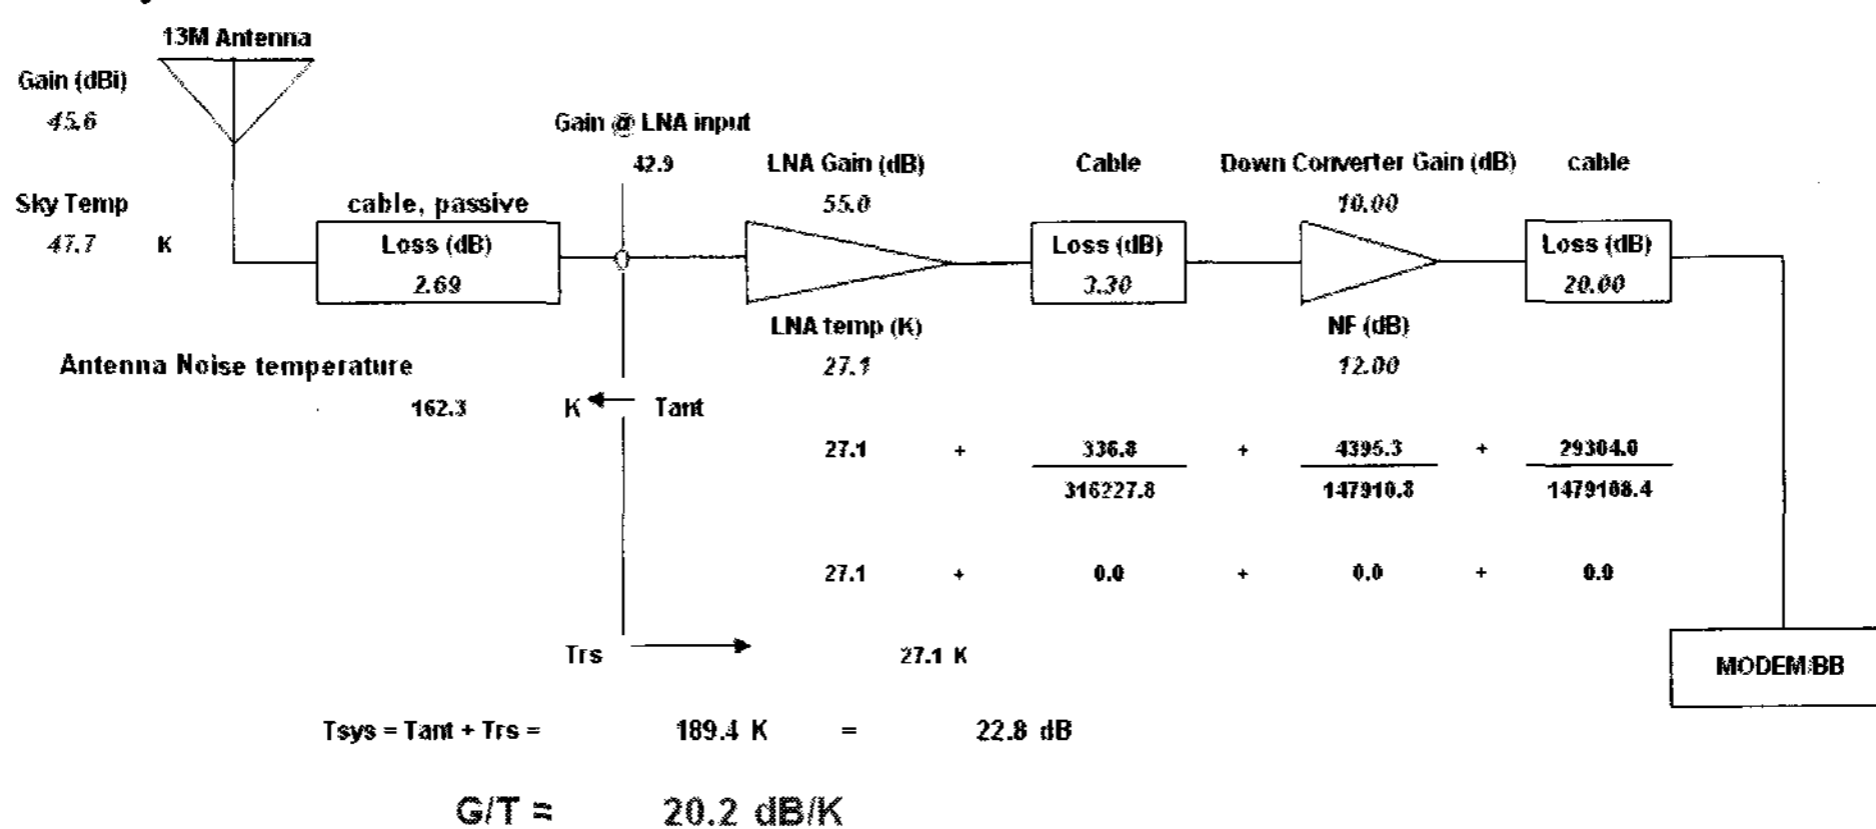 13M Antenna
Gain (dBi)
45.6
Gain @ LNA input
42.9
LNA Gain (dB)
55.0
Cable
Down Converter Gain (dB)
10.00
cable
Sky Temp
47.7 K
cable, passive
Loss (dB)
2.69
Loss (dB)
3.30
Loss (dB)
20.00
LNA temp (K)
27.1
NF (dB)
12.00
Antenna Noise temperature
162.3 K Tant
27.1 + 336.8 + 4395.3 + 29304.0
316227.8 147910.8 1479108.4
27.1 + 0.0 + 0.0 + 0.0
Trs 27.1 K
MODEM/BB
Tsys = Tant + Trs = 189.4 K = 22.8 dB
G/T = 20.2 dB/K